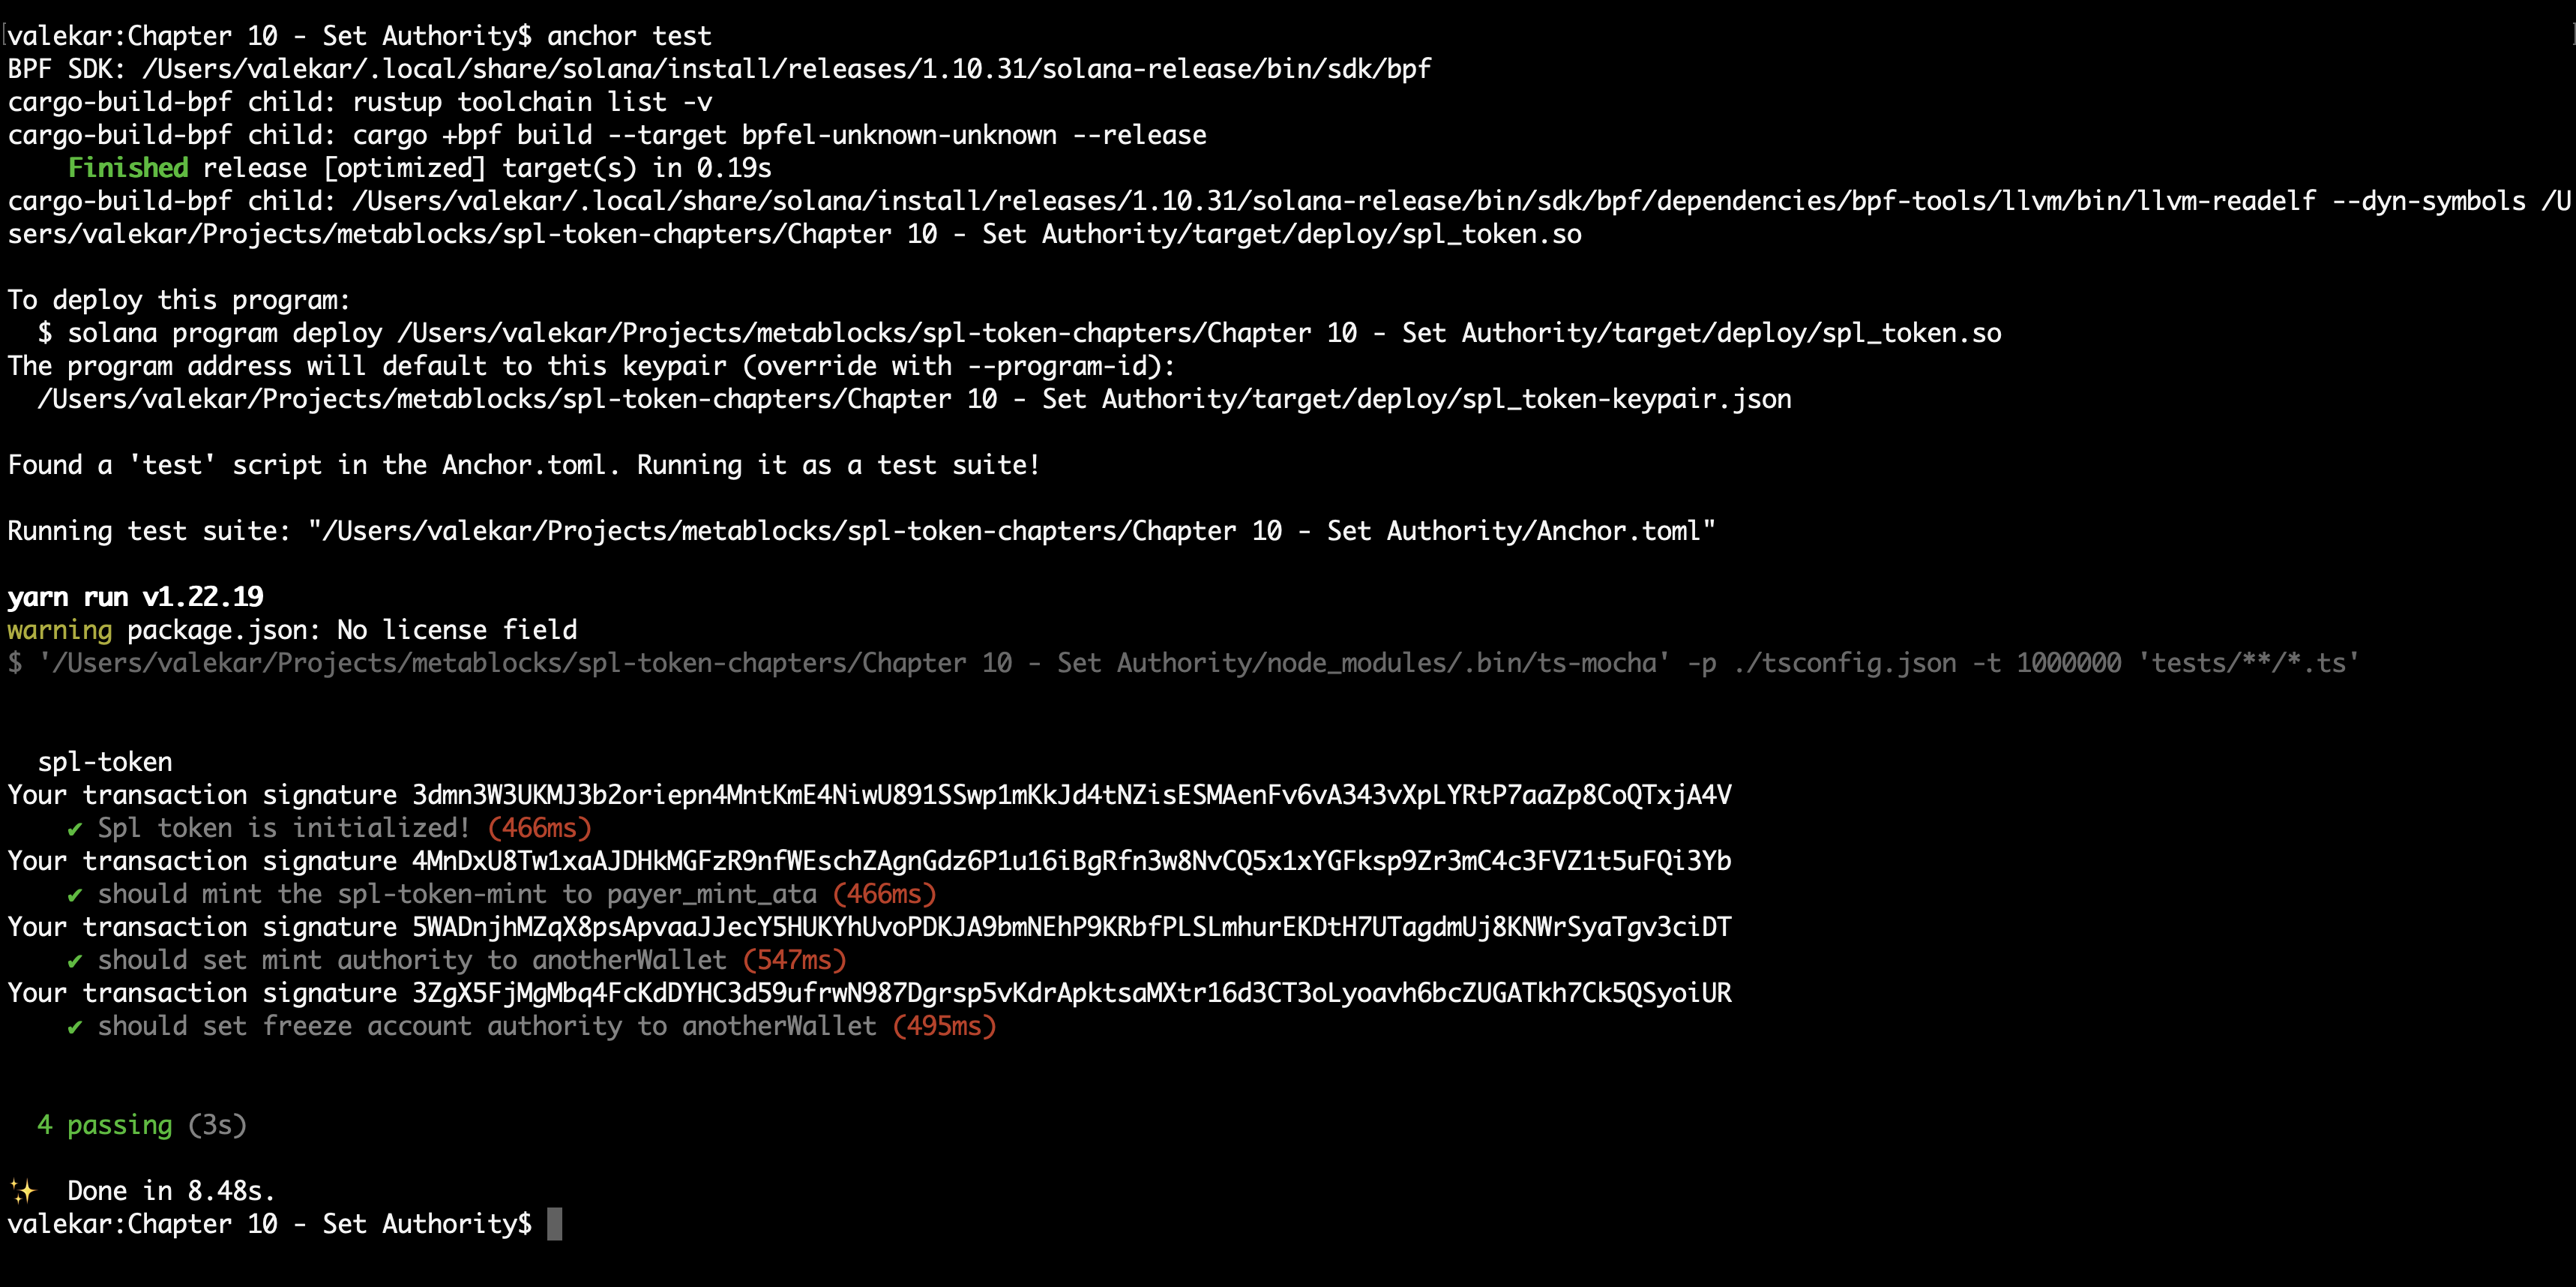 valekar:Chapter 10 - Set Authority$ anchor test
BPF SDK: /Users/valekar/.local/share/solana/install/releases/1.10.31/solana-release/bin/sdk/bpf
cargo-build-bpf child: rustup toolchain list -v
cargo-build-bpf child: cargo +bpf build --target bpfel-unknown-unknown --release
    Finished release [optimized] target(s) in 0.19s
cargo-build-bpf child: /Users/valekar/.local/share/solana/install/releases/1.10.31/solana-release/bin/sdk/bpf/dependencies/bpf-tools/llvm/bin/llvm-readelf --dyn-symbols /U
sers/valekar/Projects/metablocks/spl-token-chapters/Chapter 10 - Set Authority/target/deploy/spl_token.so

To deploy this program:
  $ solana program deploy /Users/valekar/Projects/metablocks/spl-token-chapters/Chapter 10 - Set Authority/target/deploy/spl_token.so
The program address will default to this keypair (override with --program-id):
  /Users/valekar/Projects/metablocks/spl-token-chapters/Chapter 10 - Set Authority/target/deploy/spl_token-keypair.json

Found a 'test' script in the Anchor.toml. Running it as a test suite!

Running test suite: "/Users/valekar/Projects/metablocks/spl-token-chapters/Chapter 10 - Set Authority/Anchor.toml"

yarn run v1.22.19
warning package.json: No license field
$ '/Users/valekar/Projects/metablocks/spl-token-chapters/Chapter 10 - Set Authority/node_modules/.bin/ts-mocha' -p ./tsconfig.json -t 1000000 'tests/**/*.ts'

  spl-token
Your transaction signature 3dmn3W3UKMJ3b2oriepn4MntKmE4NiwU891SSwp1mKkJd4tNZisESMAenFv6vA343vXpLYRtP7aaZp8CoQTxjA4V
    ✔ Spl token is initialized! (466ms)
Your transaction signature 4MnDxU8Tw1xaAJDHkMGFzR9nfWEschZAgnGdz6P1u16iBgRfn3w8NvCQ5x1xYGFksp9Zr3mC4c3FVZ1t5uFQi3Yb
    ✔ should mint the spl-token-mint to payer_mint_ata (466ms)
Your transaction signature 5WADnjhMZqX8psApvaaJJecY5HUKYhUvoPDKJA9bmNEhP9KRbfPLSLmhurEKDtH7UTagdmUj8KNWrSyaTgv3ciDT
    ✔ should set mint authority to anotherWallet (547ms)
Your transaction signature 3ZgX5FjMgMbq4FcKdDYHC3d59ufrwN987Dgrsp5vKdrApktsaMXtr16d3CT3oLyoavh6bcZUGATkh7Ck5QSyoiUR
    ✔ should set freeze account authority to anotherWallet (495ms)

  4 passing (3s)

✨  Done in 8.48s.
valekar:Chapter 10 - Set Authority$